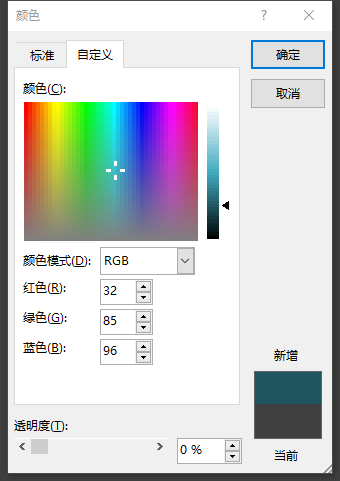 颜色
标准 自定义 确定
颜色(C): 取消
颜色模式(D): RGB
红色(R): 32
绿色(G): 85
蓝色(B): 96
新增
透明度(T):
0 % 当前